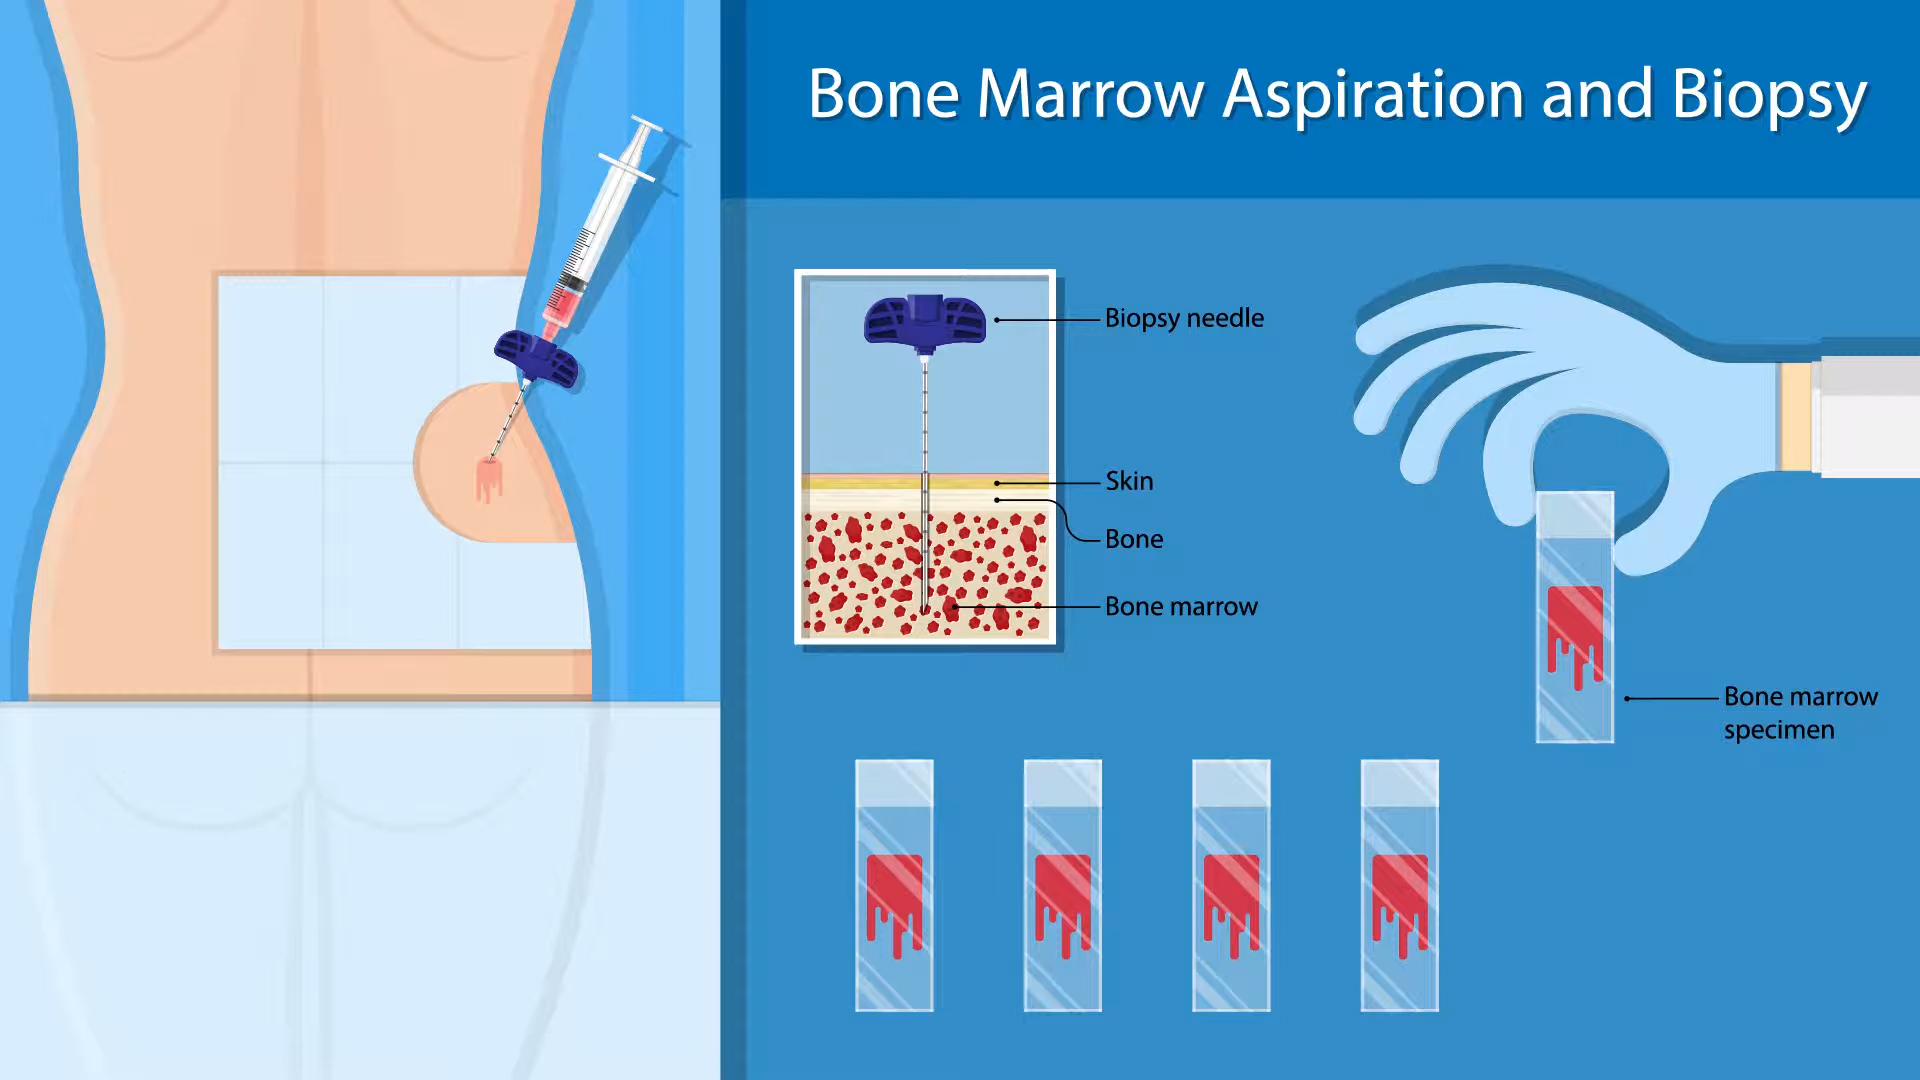 Bone Marrow Aspiration and Biopsy
Biopsy needle
Skin
Bone
Bone marrow
Bone marrow
specimen